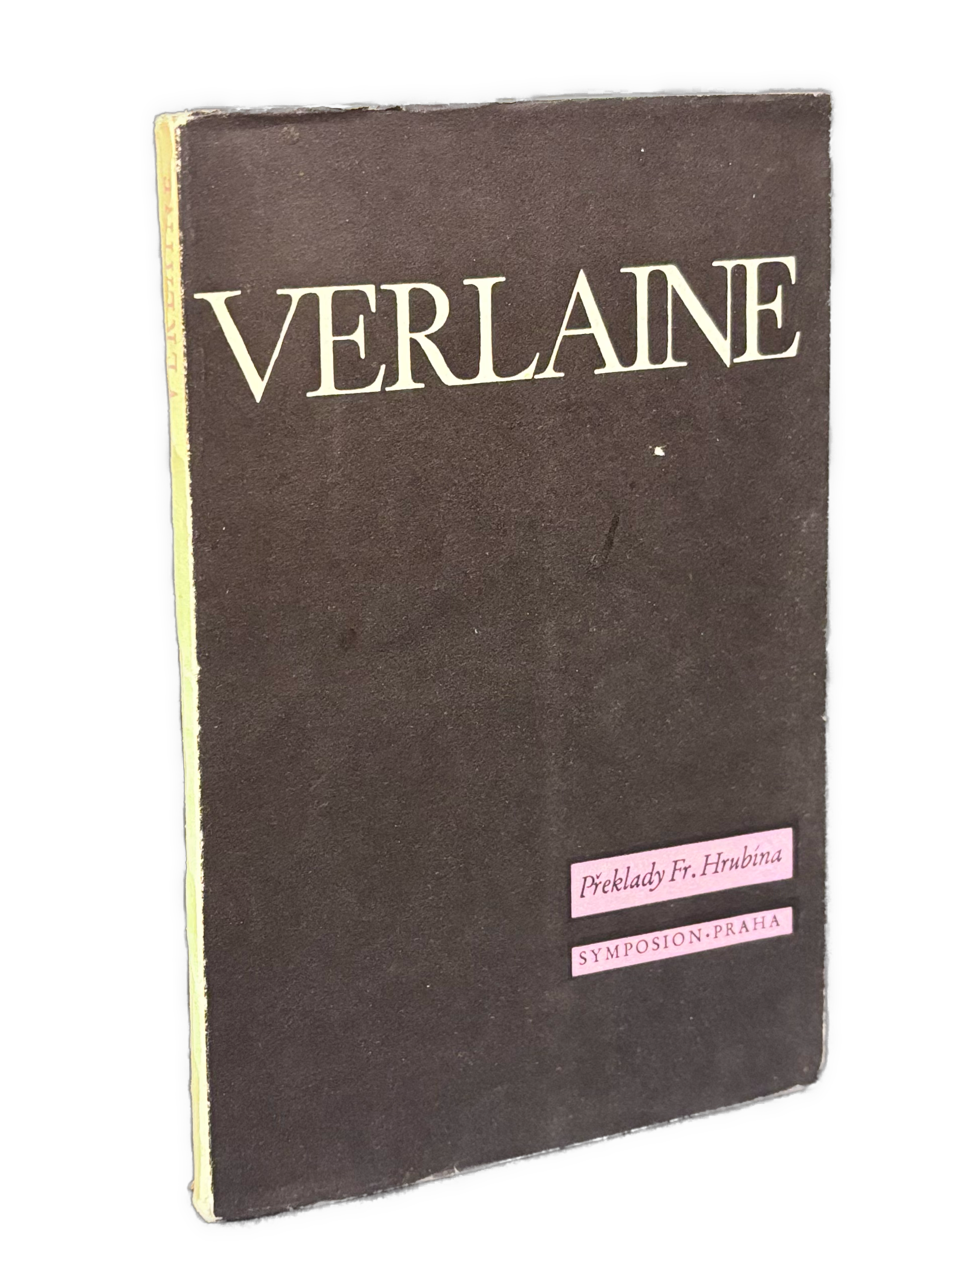 VERLAINE
Překlady Fr. Hrubína
SYMPOSION•PRAHA